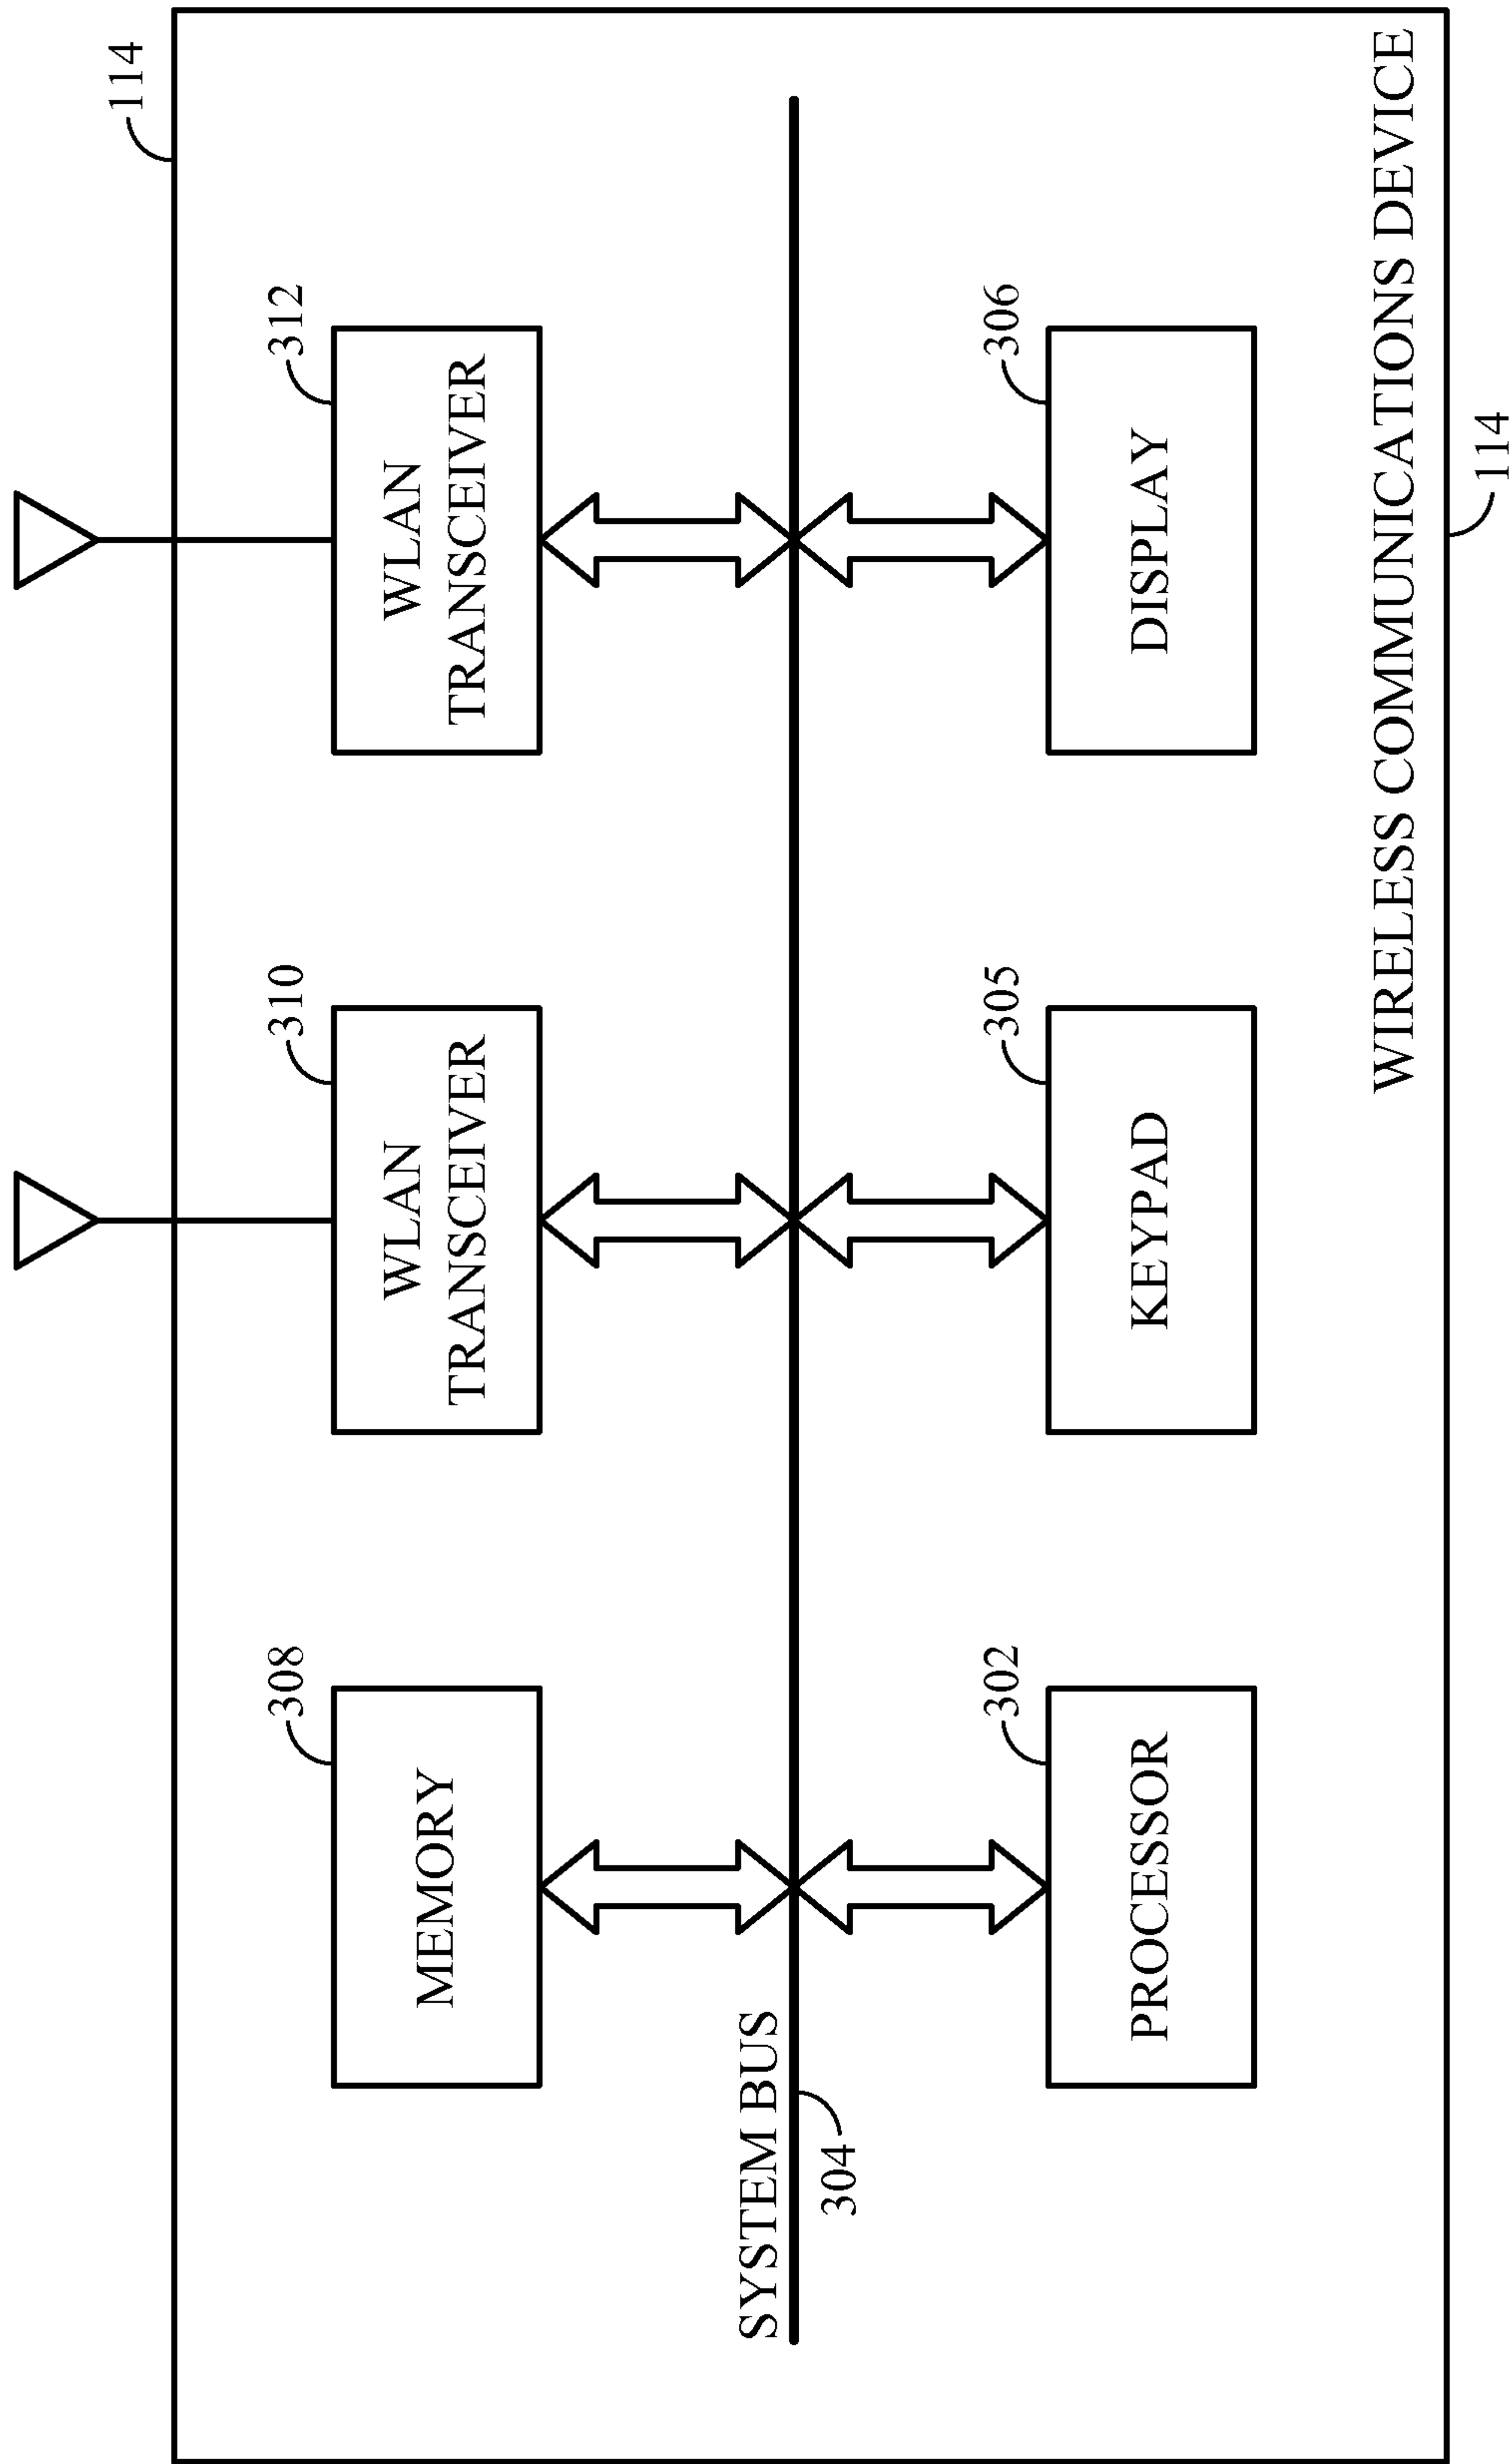 114
308
310
312
MEMORY
WLAN
TRANSCEIVER
WLAN
TRANSCEIVER
SYSTEM BUS
304
302
305
306
PROCESSOR
KEYPAD
DISPLAY
WIRELESS COMMUNICATIONS DEVICE
114